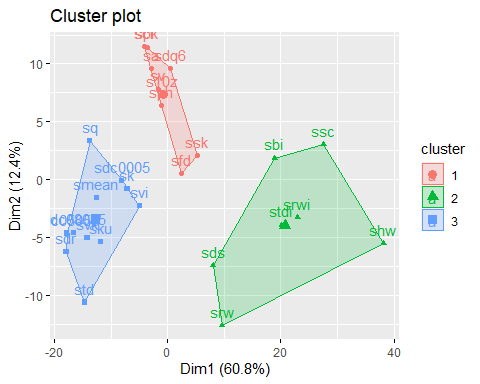 Cluster plot
sdq6
sfd
ssk
ssc
sbi
sq
sdc0005
sk
smean
svi
srwi
stdi
sku
sdr
shw
sds
std
srw
10
5
0
-5
-10
-20
0
20
40
Dim1 (60.8%)
Dim2 (12.4%)
cluster
1
2
3